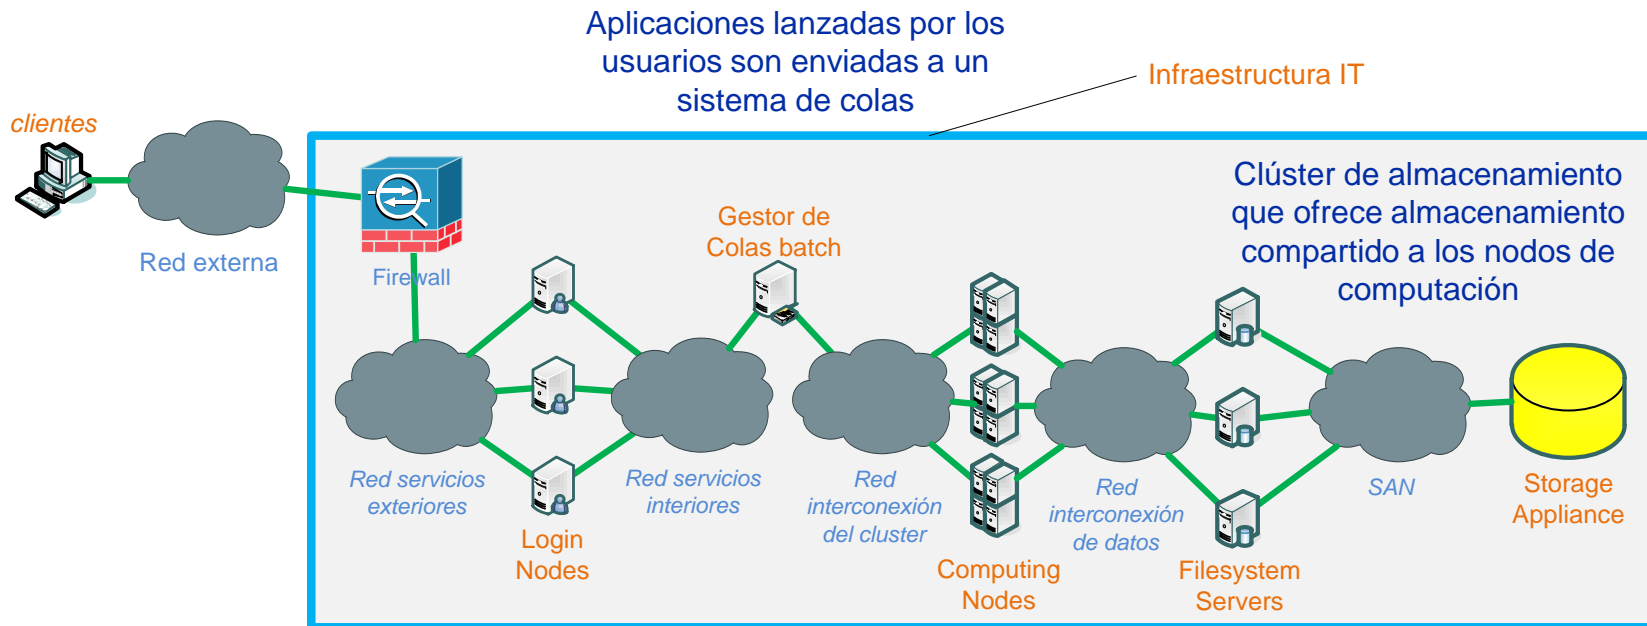 Aplicaciones lanzadas por los
usuarios son enviadas a un
sistema de colas
Infraestructura IT
clientes
Red externa
Firewall
Gestor de
Colas batch
Clúster de almacenamiento
que ofrece almacenamiento
compartido a los nodos de
computación
Red servicios
exteriores
Login
Nodes
Red servicios
interiores
Red
interconexión
del cluster
Computing
Nodes
Red
interconexión
de datos
Filesystem
Servers
SAN
Storage
Appliance